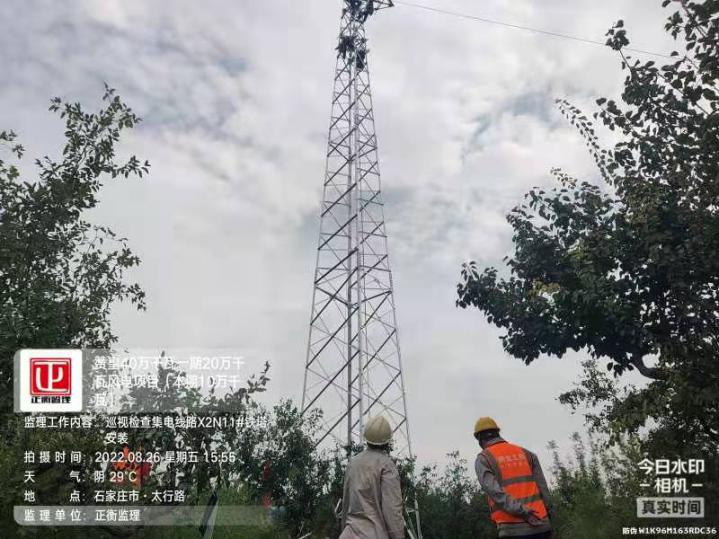 40万千瓦一期20万千
瓦风电项目「本期10万千
瓦
正衡监理
监理工作内容：巡视检查集电线路X2N11#铁塔
安装
拍摄时间：2022.08.26·星期五 15:55
天气：阴 29℃
地点：石家庄市·太行路
监理单位：正衡监理
今日水印
相机
真实时间
防伪 W1K96M163RDC36